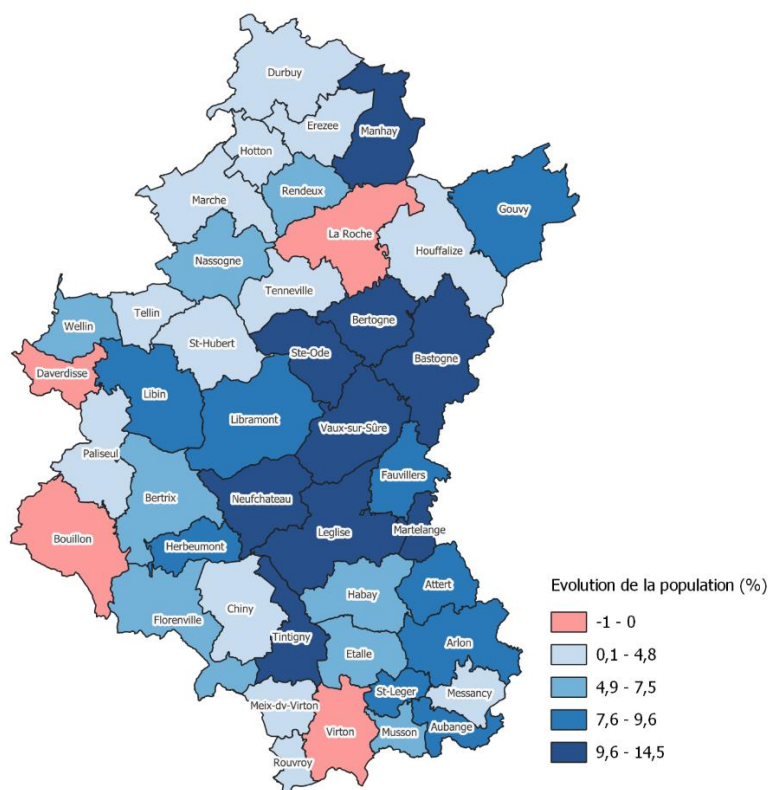 Durbuy
Erezee
Manhay
Hotton
Rendeux
Marche
Gouvy
La Roche
Houffalize
Nassogne
Tenneville
Tellin
Bertogne
Wellin
St-Hubert
Ste-Ode
Bastogne
Daverdisse
Libin
Libramont
Vaux-sur-Sûre
Paliseul
Fauvillers
Bertrix
Neufchateau
Martelange
Leglise
Bouillon
Herbeumont
Attert
Habay
Chiny
Florenville
Tintigny
Arlon
Etalle
St-Leger
Messancy
Meix-dv-Virton
Aubange
Virton
Musson
Rouvroy
Evolution de la population (%)
-1 - 0
0,1 - 4,8
4,9 - 7,5
7,6 - 9,6
9,6 - 14,5